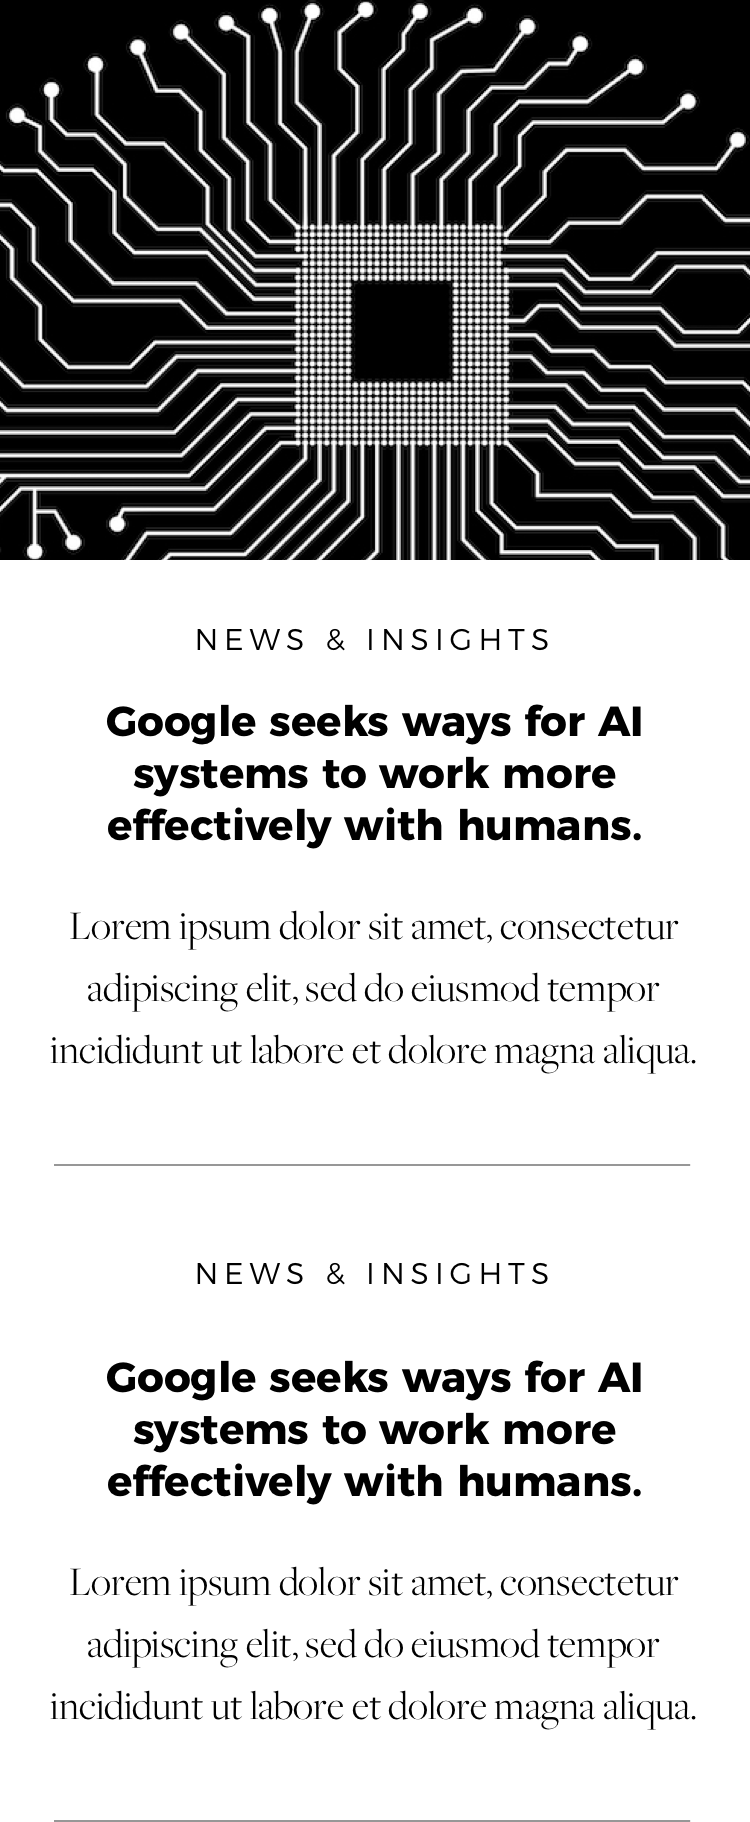 NEWS & INSIGHTS
Google seeks ways for AI
systems to work more
effectively with humans.
Lorem ipsum dolor sit amet, consectetur
adipiscing elit, sed do eiusmod tempor
incididunt ut labore et dolore magna aliqua.
NEWS & INSIGHTS
Google seeks ways for AI
systems to work more
effectively with humans.
Lorem ipsum dolor sit amet, consectetur
adipiscing elit, sed do eiusmod tempor
incididunt ut labore et dolore magna aliqua.